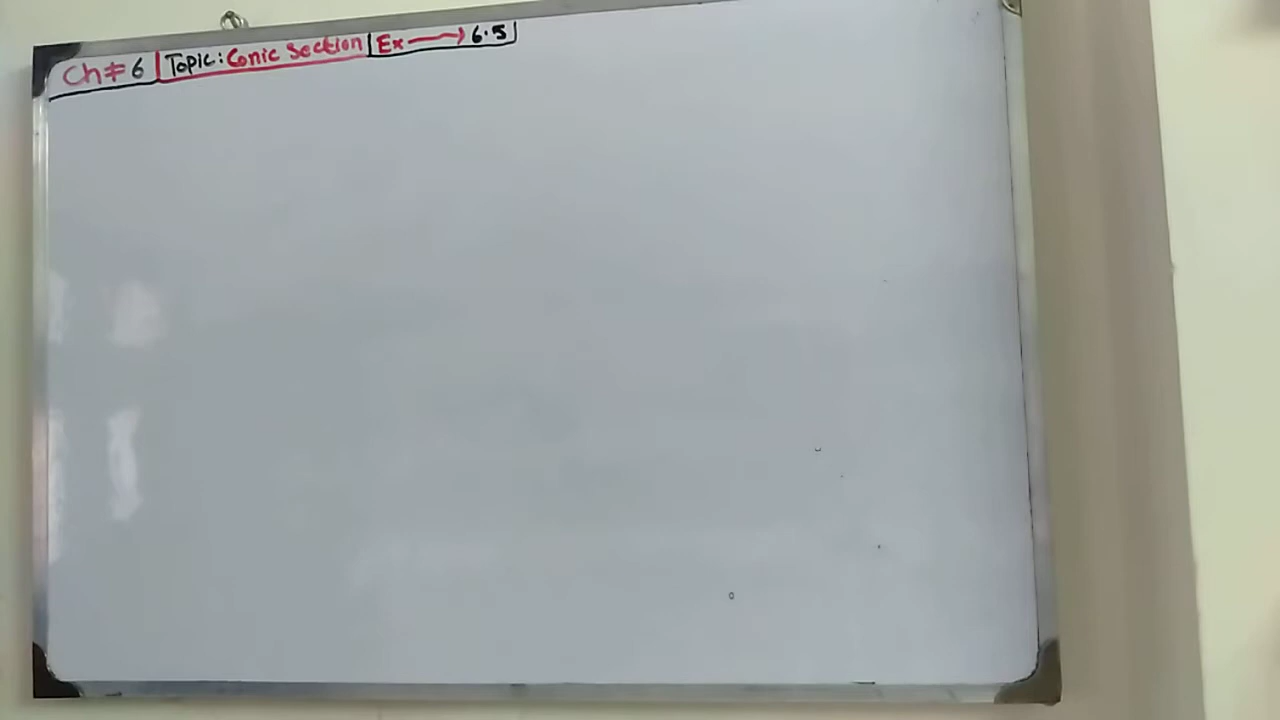 Ch # 6 | Topic: Conic Section | Ex → 6.5